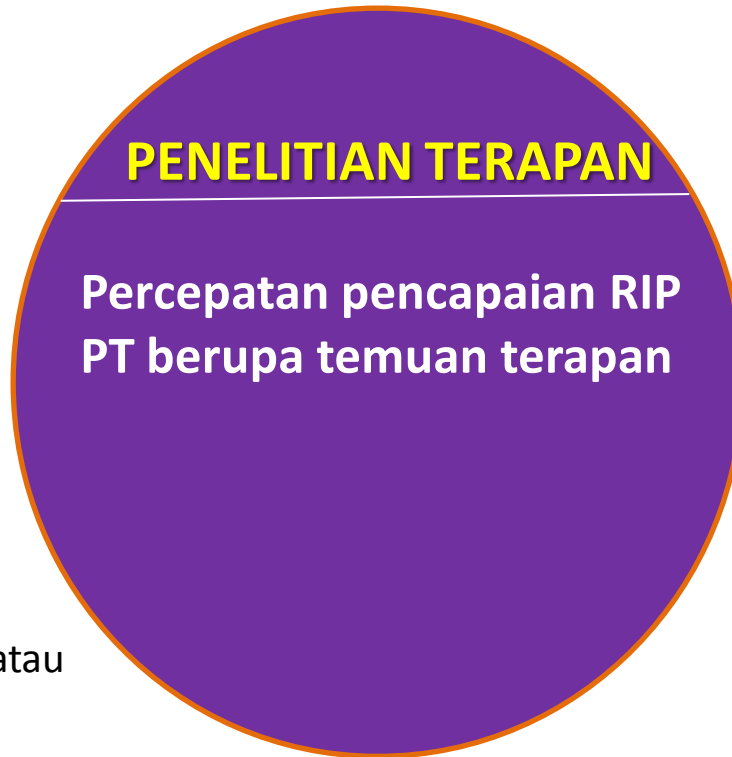 PENELITIAN TERAPAN
Percepatan pencapaian RIP
PT berupa temuan terapan
atau